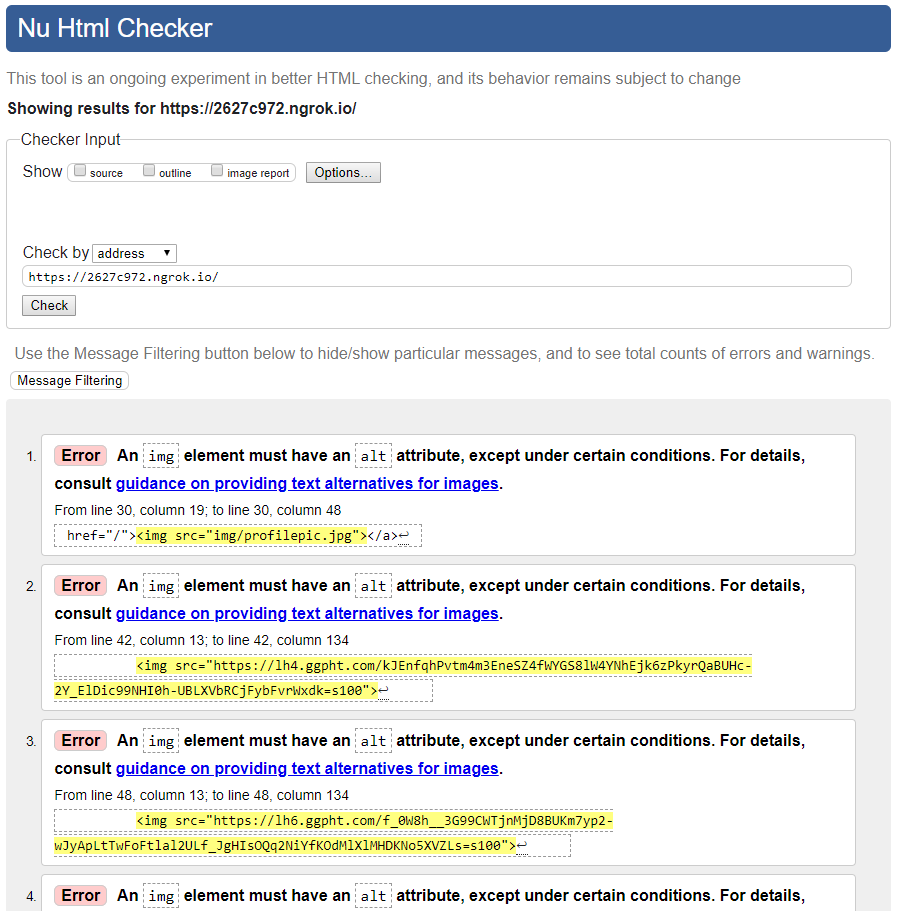 Nu Html Checker
This tool is an ongoing experiment in better HTML checking, and its behavior remains subject to change
Showing results for https://2627c972.ngrok.io/
Checker Input
Show source outline image report Options...
Check by address
https://2627c972.ngrok.io/
Check
Use the Message Filtering button below to hide/show particular messages, and to see total counts of errors and warnings.
Message Filtering
1. Error An img element must have an alt attribute, except under certain conditions. For details,
consult guidance on providing text alternatives for images.
From line 30, column 19; to line 30, column 48
href="/"><img src="img/profilepic.jpg"></a>↩
2. Error An img element must have an alt attribute, except under certain conditions. For details,
consult guidance on providing text alternatives for images.
From line 42, column 13; to line 42, column 134
<img src="https://lh4.ggpht.com/kJEnfqhPvtm4m3EneSZ4fWYGS8lW4YNhEjk6zPkyrQaBUHc-
2Y_ElDic99NHI0h-UBLXVbRCjFybFvrWxdk=s100">↩
3. Error An img element must have an alt attribute, except under certain conditions. For details,
consult guidance on providing text alternatives for images.
From line 48, column 13; to line 48, column 134
<img src="https://lh6.ggpht.com/f_0W8h__3G99CWTjnMjD8BUKm7yp2-
wJyApLtTwFoFtlal2ULf_JgHIsOQq2NiYfKOdMlXlMHDKNo5XVZLs=s100">↩
4. Error An img element must have an alt attribute, except under certain conditions. For details,